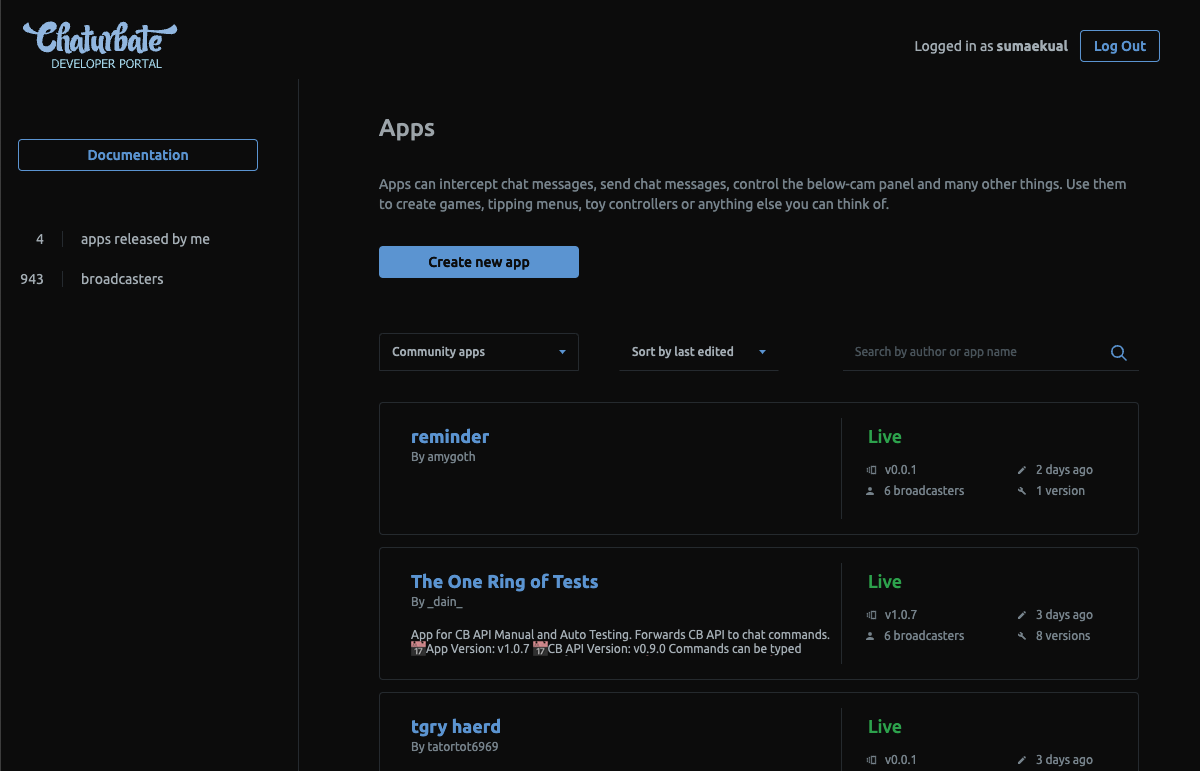 Chaturbate
DEVELOPER PORTAL
Logged in as sumaekual
Log Out
Documentation
4 apps released by me
943 broadcasters
Apps
Apps can intercept chat messages, send chat messages, control the below-cam panel and many other things. Use them
to create games, tipping menus, toy controllers or anything else you can think of.
Create new app
Community apps
Sort by last edited
Search by author or app name
reminder
By amygoth
Live
v0.0.1
2 days ago
6 broadcasters
1 version
The One Ring of Tests
By _dain_
App for CB API Manual and Auto Testing. Forwards CB API to chat commands.
📅App Version: v1.0.7 📅CB API Version: v0.9.0 Commands can be typed
Live
v1.0.7
3 days ago
6 broadcasters
8 versions
tgry haerd
By tatortot6969
Live
v0.0.1
3 days ago